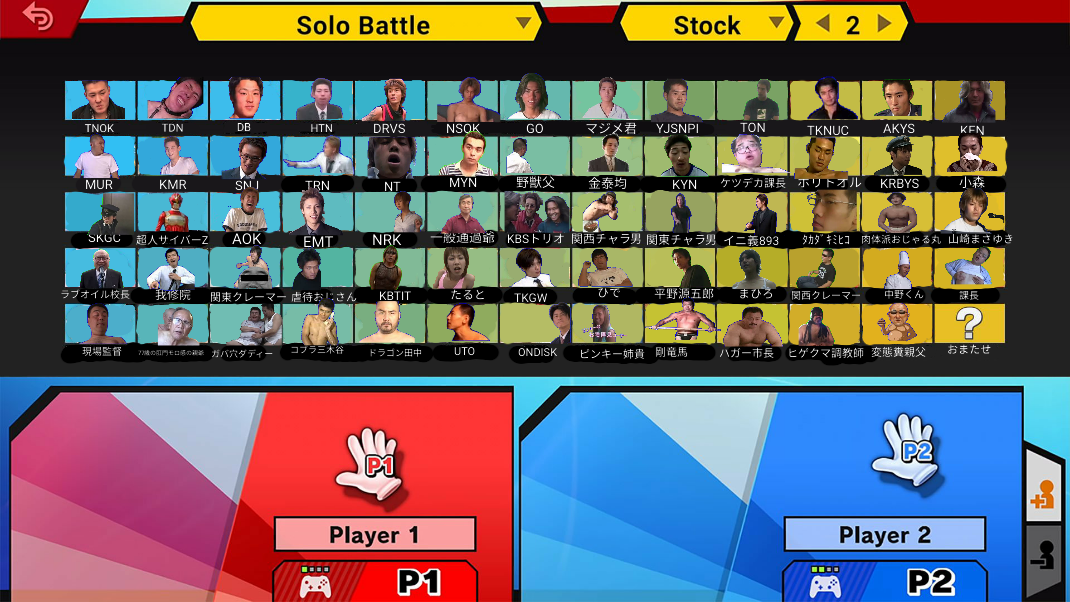 Solo Battle
Stock
2
TNOK TDN DB HTN DRVS NSOK GO マジメ君 YJSNPI TON TKNUC AKYS KEN
MUR KMR SNJ TRN NT MYN 野獣父 金泰均 KYN ケツデカ課長 ポリトオル KRBYS 小森
SKGC 超人サイバーZ AOK EMT NRK 一般通過爺 KBSトリオ 関西チャラ男 関東チャラ男 イニ義893 タカダキミヒコ 肉体派おじゃる丸 山崎まさゆき
ラブオイル校長 我修院 関東クレーマー 虐待おじさん KBTIT たると TKGW ひで 平野源五郎 まひろ 関西クレーマー 中野くん 課長
現場監督 ガバ穴ダディー コブラ三木谷 ドラゴン田中 UTO ONDISK ピンキー姉貴 剛竜馬 ハガー市長 ヒゲクマ調教師 変態糞親父 おまたせ
?
P1
P2
Player 1
Player 2
P1
P2